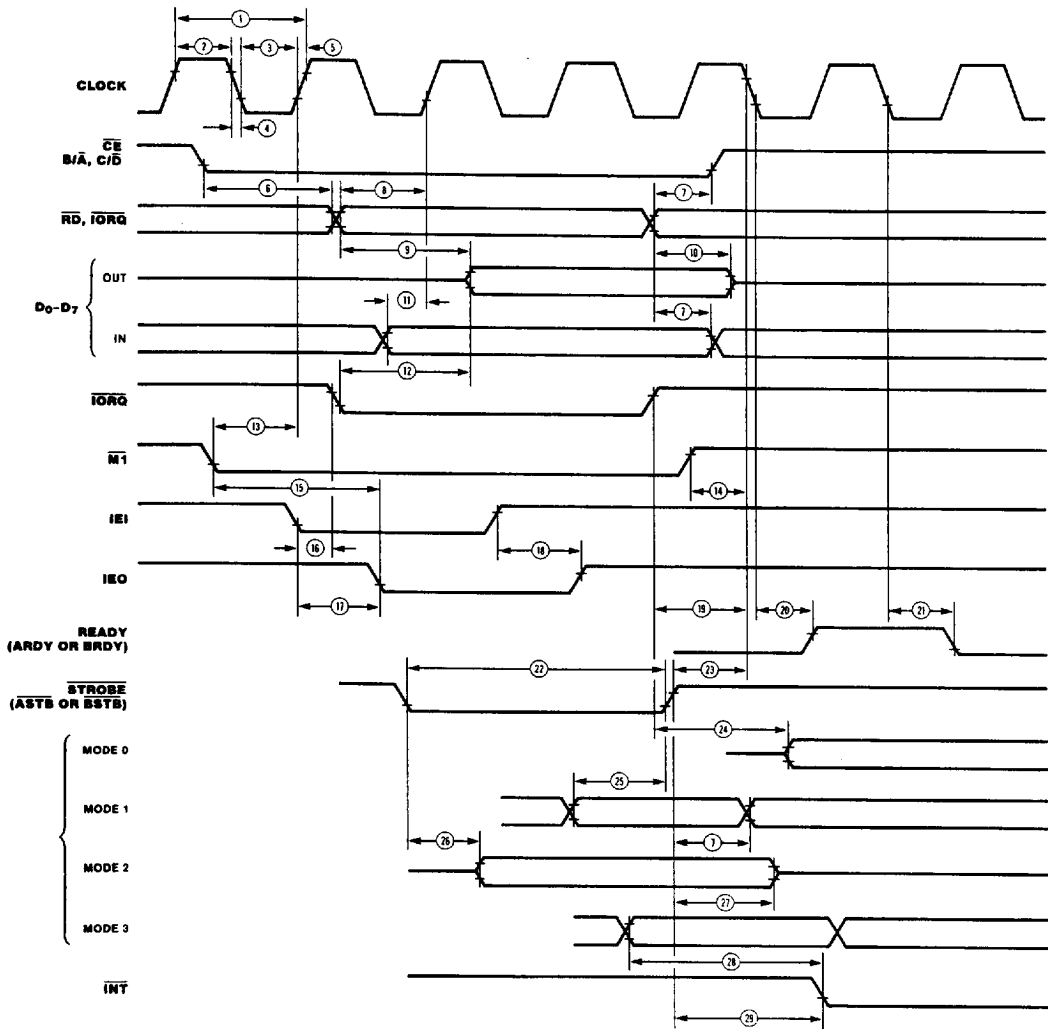 1
2
3
5
CLOCK
4
CE
B/A, C/D
6
8
7
RD, IORQ
9
10
OUT
11
D0-D7
7
IN
12
IORQ
13
M1
14
15
IEI
16
18
IEO
17
19
20
21
READY
(ARDY OR BRDY)
22
23
STROBE
(ASTB OR BSTB)
24
MODE 0
25
MODE 1
26
7
MODE 2
27
MODE 3
28
INT
29